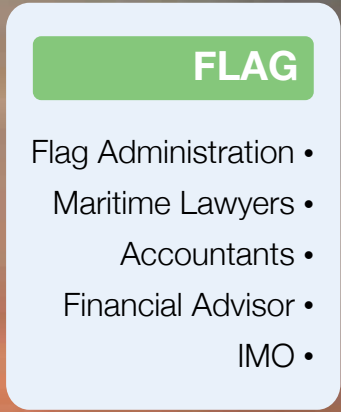 FLAG
Flag Administration •
Maritime Lawyers •
Accountants •
Financial Advisor •
IMO •